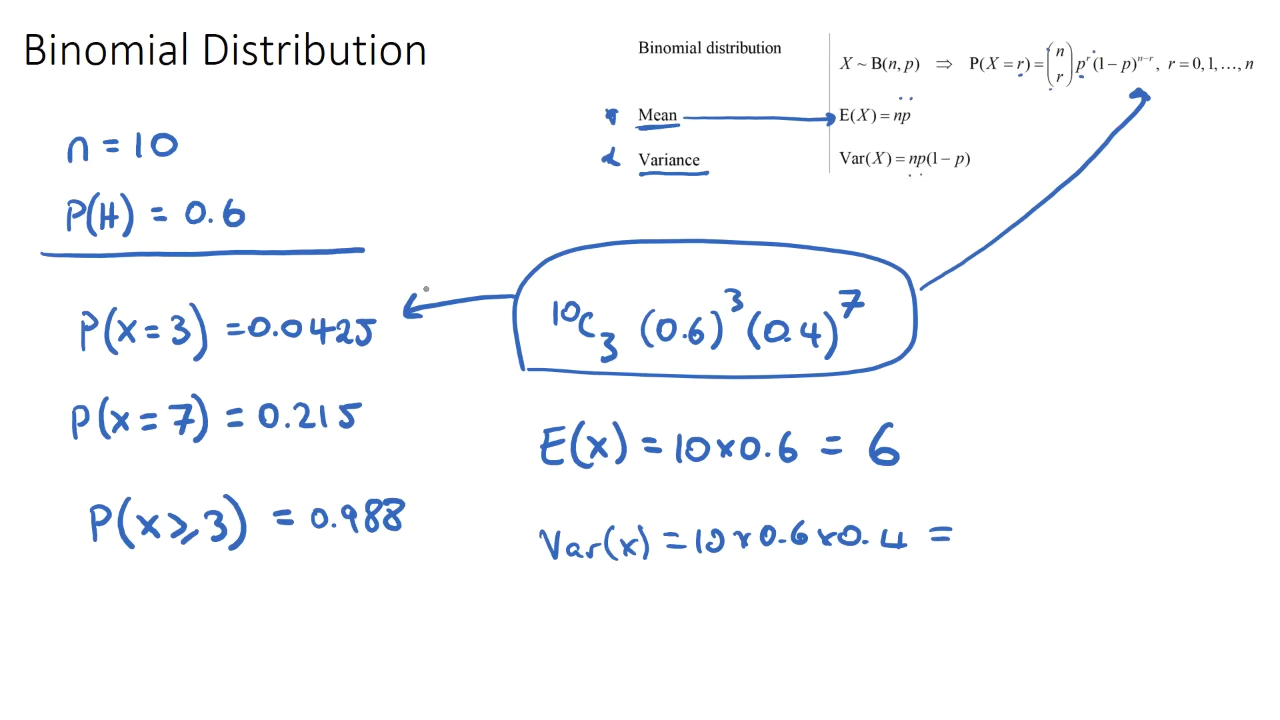 Binomial Distribution
Binomial distribution
X ~ B(n, p) ⇒ P(X = r) = (n r) pʳ(1 − p)ⁿ⁻ʳ, r = 0, 1, …, n
Mean E(X) = np
Variance Var(X) = np(1 − p)
n = 10
P(H) = 0.6
P(x = 3) = 0.0425
¹⁰C₃ (0.6)³ (0.4)⁷
P(x = 7) = 0.215
E(x) = 10 × 0.6 = 6
P(x ⩾ 3) = 0.988
Var(x) = 10 × 0.6 × 0.4 =